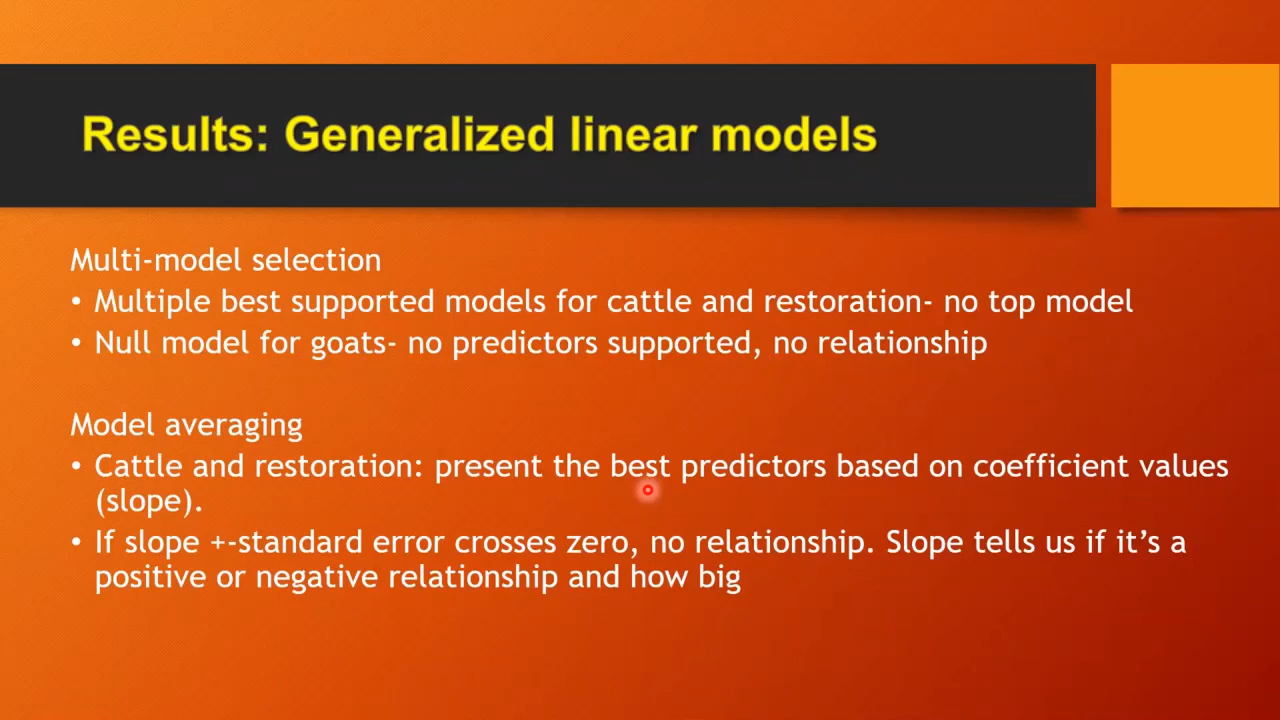 Results: Generalized linear models
Multi-model selection
• Multiple best supported models for cattle and restoration- no top model
• Null model for goats- no predictors supported, no relationship
Model averaging
• Cattle and restoration: present the best predictors based on coefficient values
(slope).
• If slope +-standard error crosses zero, no relationship. Slope tells us if it’s a
positive or negative relationship and how big